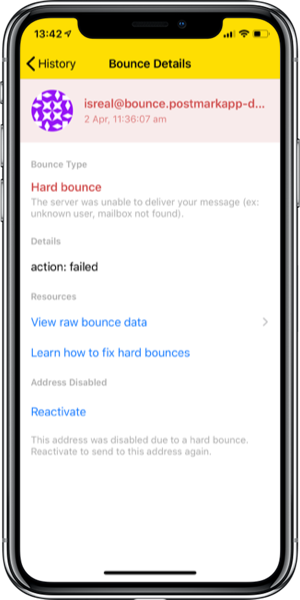 13:42
History
Bounce Details
isreal@bounce.postmarkapp-d...
2 Apr, 11:36:07 am
Bounce Type
Hard bounce
The server was unable to deliver your message (ex:
unknown user, mailbox not found).
Details
action: failed
Resources
View raw bounce data
Learn how to fix hard bounces
Address Disabled
Reactivate
This address was disabled due to a hard bounce.
Reactivate to send to this address again.